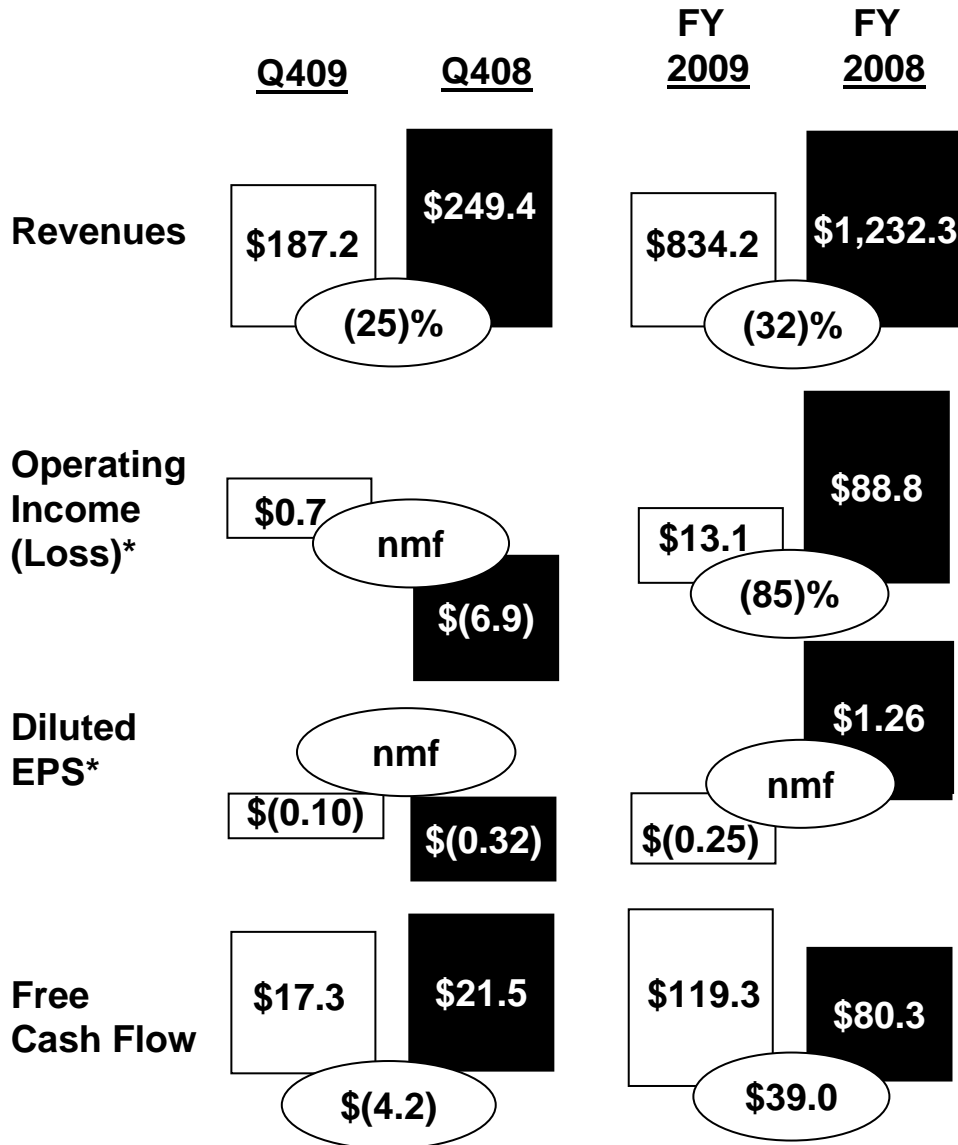 FY FY
Q409 Q408 2009 2008
Revenues $187.2 $249.4 $834.2 $1,232.3
(25)% (32)%
Operating
Income
(Loss)*
$0.7 nmf $(6.9) $13.1 $88.8
(85)%
Diluted
EPS*
nmf $1.26
nmf
$(0.10) $(0.32) $(0.25)
Free
Cash Flow
$17.3 $21.5 $119.3 $80.3
$(4.2) $39.0